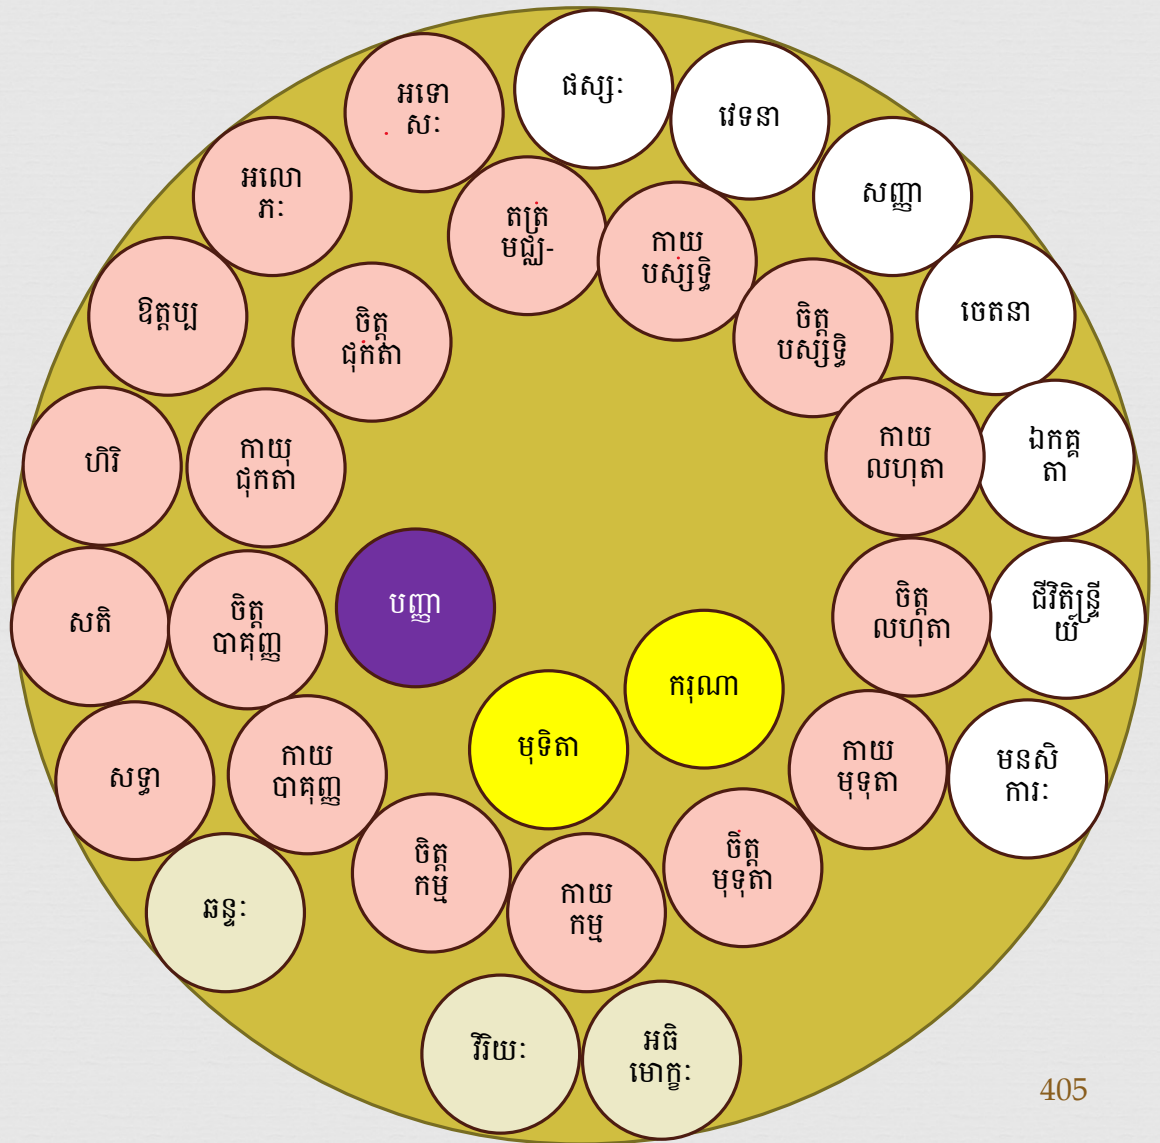 ផស្សៈ
វេទនា
សញ្ញា
ចេតនា
ឯកគ្គ
តា
ជីវិតិន្ទ្រី
យ៍
មនសិ
ការៈ
អធិ
មោក្ខៈ
វិរិយៈ
ឆន្ទៈ
សទ្ធា
សតិ
ហិរិ
ឱត្តប្ប
អលោ
ភៈ
អទោ
សៈ
តត្រ
មជ្ឈ-
កាយ
បស្សទ្ធិ
ចិត្ត
បស្សទ្ធិ
កាយ
លហុតា
ចិត្ត
លហុតា
កាយ
មុទុតា
ចិត្ត
មុទុតា
កាយ
កម្ម
ចិត្ត
កម្ម
កាយ
បាគុញ្ញ
ចិត្ត
បាគុញ្ញ
កាយុ
ជុកតា
ចិត្តុ
ជុកតា
ករុណា
មុទិតា
បញ្ញា
405